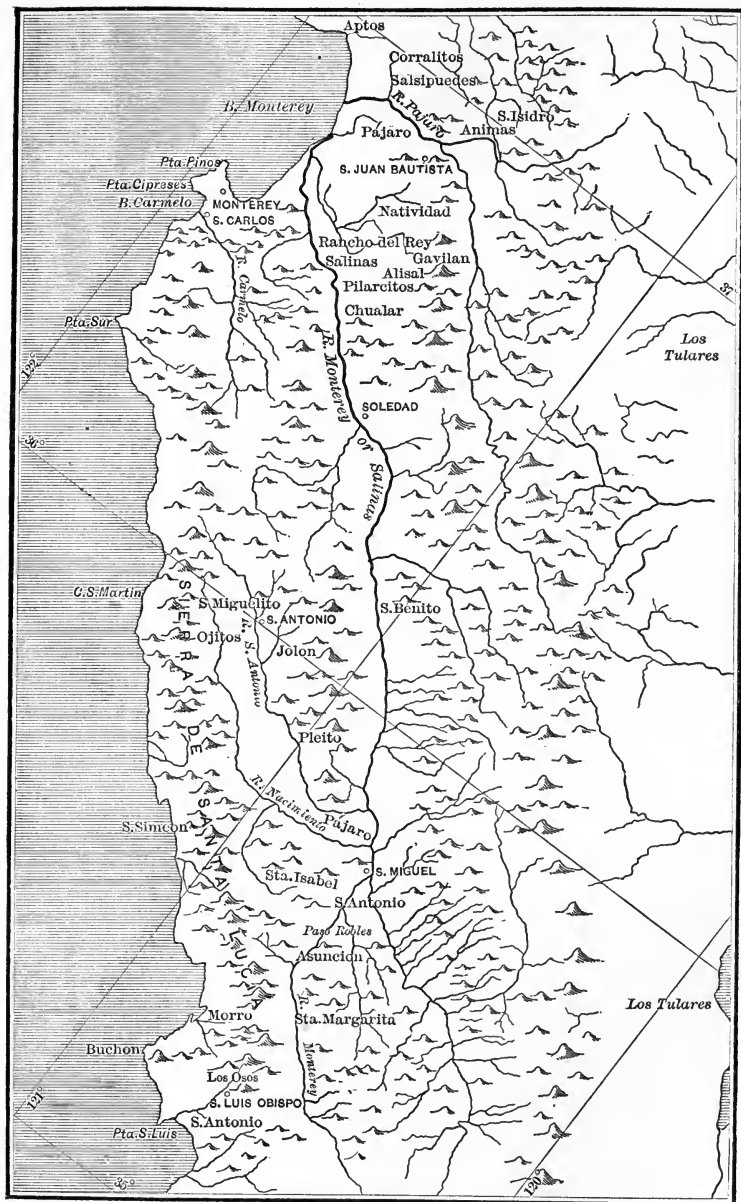 Aptos
Corralitos
Salsipuedes
B. Monterey
R. Pajaro
S. Isidro
Animas
Pájaro
Pta. Pinos
S. JUAN BAUTISTA
Pta. Cipreses
B. Carmelo
MONTEREY
S. CARLOS
Natividad
Rancho del Rey
Gavilan
Salinas
Alisal
R. Carmelo
Pilarcitos
37
Chualar
Pta. Sur
Los Tulares
122°
R. Monterey or Salinas
SOLEDAD
36°
C. S. Martin
S. Miguelito
S. ANTONIO
S. Benito
Ojitos
R. S. Antonio
Jolon
SIERRA DE SANTA LUCIA
Pleito
R. Nacimiento
Pájaro
S. Simeon
S. MIGUEL
Sta. Isabel
S. Antonio
Paso Robles
Asuncion
Los Tulares
Morro
Sta. Margarita
R. Monterey
Buchon
Los Osos
121°
S. LUIS OBISPO
S. Antonio
Pta. S. Luis
35°
120°